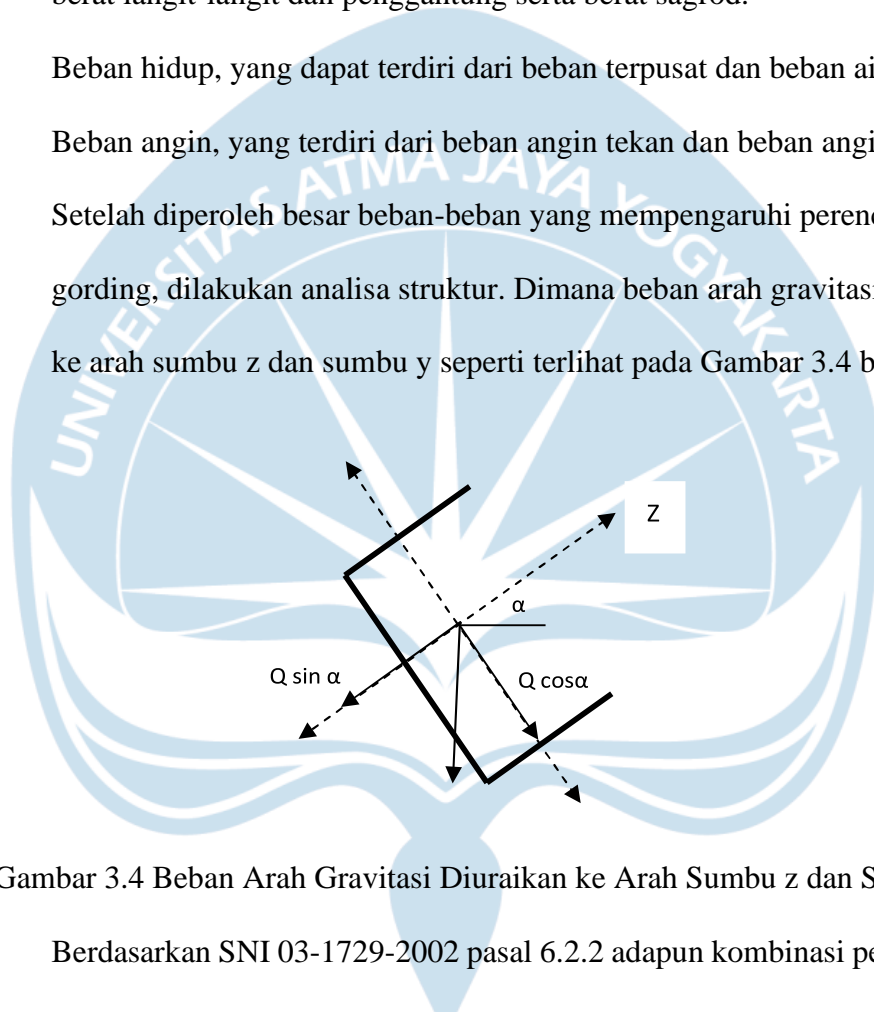 berat langit-langit dan penggantung serta berat sagrod.
Beban hidup, yang dapat terdiri dari beban terpusat dan beban ai
Beban angin, yang terdiri dari beban angin tekan dan beban angi
Setelah diperoleh besar beban-beban yang mempengaruhi perenc
gording, dilakukan analisa struktur. Dimana beban arah gravitasi
ke arah sumbu z dan sumbu y seperti terlihat pada Gambar 3.4 b
UNIVERSITAS ATMA JAYA YOGYAKARTA
Z
α
Q sin α
Q cosα
Gambar 3.4 Beban Arah Gravitasi Diuraikan ke Arah Sumbu z dan S
Berdasarkan SNI 03-1729-2002 pasal 6.2.2 adapun kombinasi pe